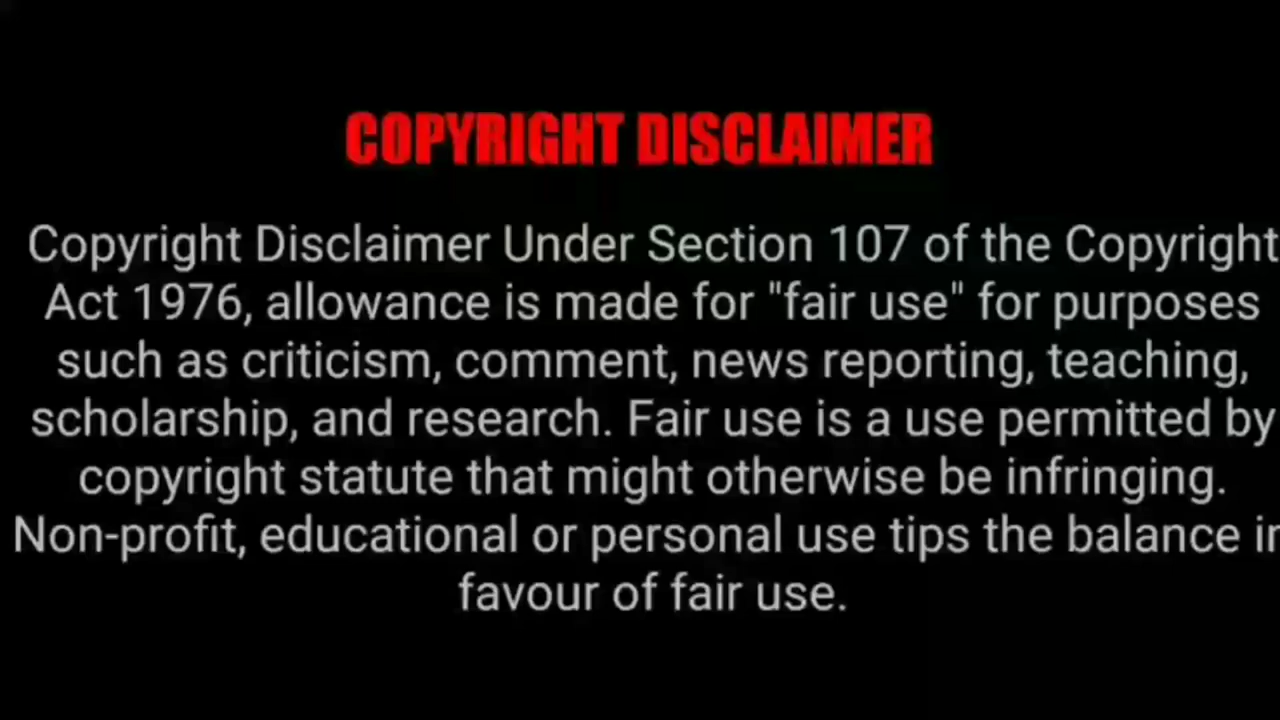 COPYRIGHT DISCLAIMER
Copyright Disclaimer Under Section 107 of the Copyright
Act 1976, allowance is made for "fair use" for purposes
such as criticism, comment, news reporting, teaching,
scholarship, and research. Fair use is a use permitted by
copyright statute that might otherwise be infringing.
Non-profit, educational or personal use tips the balance in
favour of fair use.